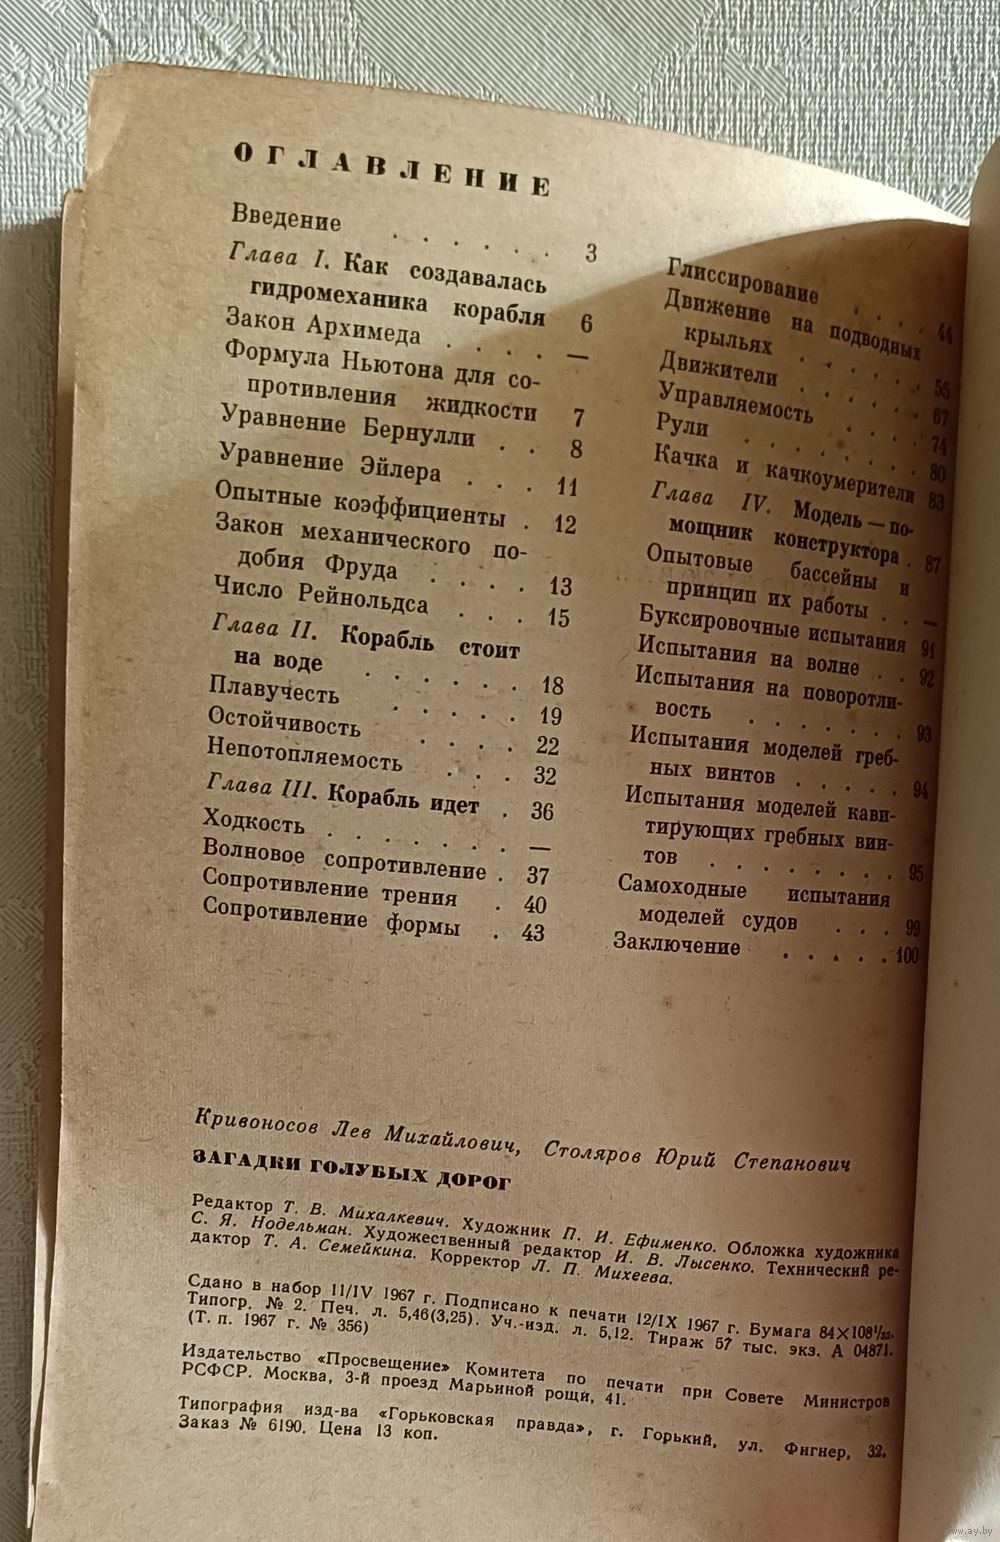 ОГЛАВЛЕНИЕ
Введение . . . . . . 3
Глава I. Как создавалась
гидромеханика корабля 6
Закон Архимеда . . . . —
Формула Ньютона для со-
противления жидкости 7
Уравнение Бернулли . . 8
Уравнение Эйлера . . . 11
Опытные коэффициенты . 12
Закон механического по-
добия Фруда . . . . 13
Число Рейнольдса . . . 15
Глава II. Корабль стоит
на воде . . . . . . . 18
Плавучесть . . . . . 19
Остойчивость . . . . 22
Непотопляемость . . . 32
Глава III. Корабль идет . 36
Ходкость . . . . . . . —
Волновое сопротивление . 37
Сопротивление трения . 40
Сопротивление формы . 43
Глиссирование . . . . 44
Движение на подводных
крыльях . . . . . . 55
Движители . . . . . . 67
Управляемость . . . . 74
Рули . . . . . . . 80
Качка и качкоумерители 83
Глава IV. Модель — по-
мощник конструктора . 87
Опытовые бассейны и
принцип их работы . . —
Буксировочные испытания 91
Испытания на волне . . 92
Испытания на поворотли-
вость . . . . . . . 93
Испытания моделей греб-
ных винтов . . . . . 94
Испытания моделей кави-
тирующих гребных вин-
тов . . . . . . . . 95
Самоходные испытания
моделей судов . . . 99
Заключение . . . . . 100
Кривоносов Лев Михайлович, Столяров Юрий Степанович
ЗАГАДКИ ГОЛУБЫХ ДОРОГ
Редактор Т. В. Михалкевич. Художник П. И. Ефименко. Обложка художника
С. Я. Нодельман. Художественный редактор И. В. Лысенко. Технический ре-
дактор Т. А. Семейкина. Корректор Л. П. Михеева.
Сдано в набор 11/IV 1967 г. Подписано к печати 12/IX 1967 г. Бумага 84×108¹/₃₂.
Типогр. № 2. Печ. л. 5,46(3,25). Уч.-изд. л. 5,12. Тираж 57 тыс. экз. А 04871.
(Т. п. 1967 г. № 356)
Издательство «Просвещение» Комитета по печати при Совете Министров
РСФСР. Москва, 3-й проезд Марьиной рощи, 41.
Типография изд-ва «Горьковская правда», г. Горький, ул. Фигнер, 32.
Заказ № 6190. Цена 13 коп.
www.ay.by